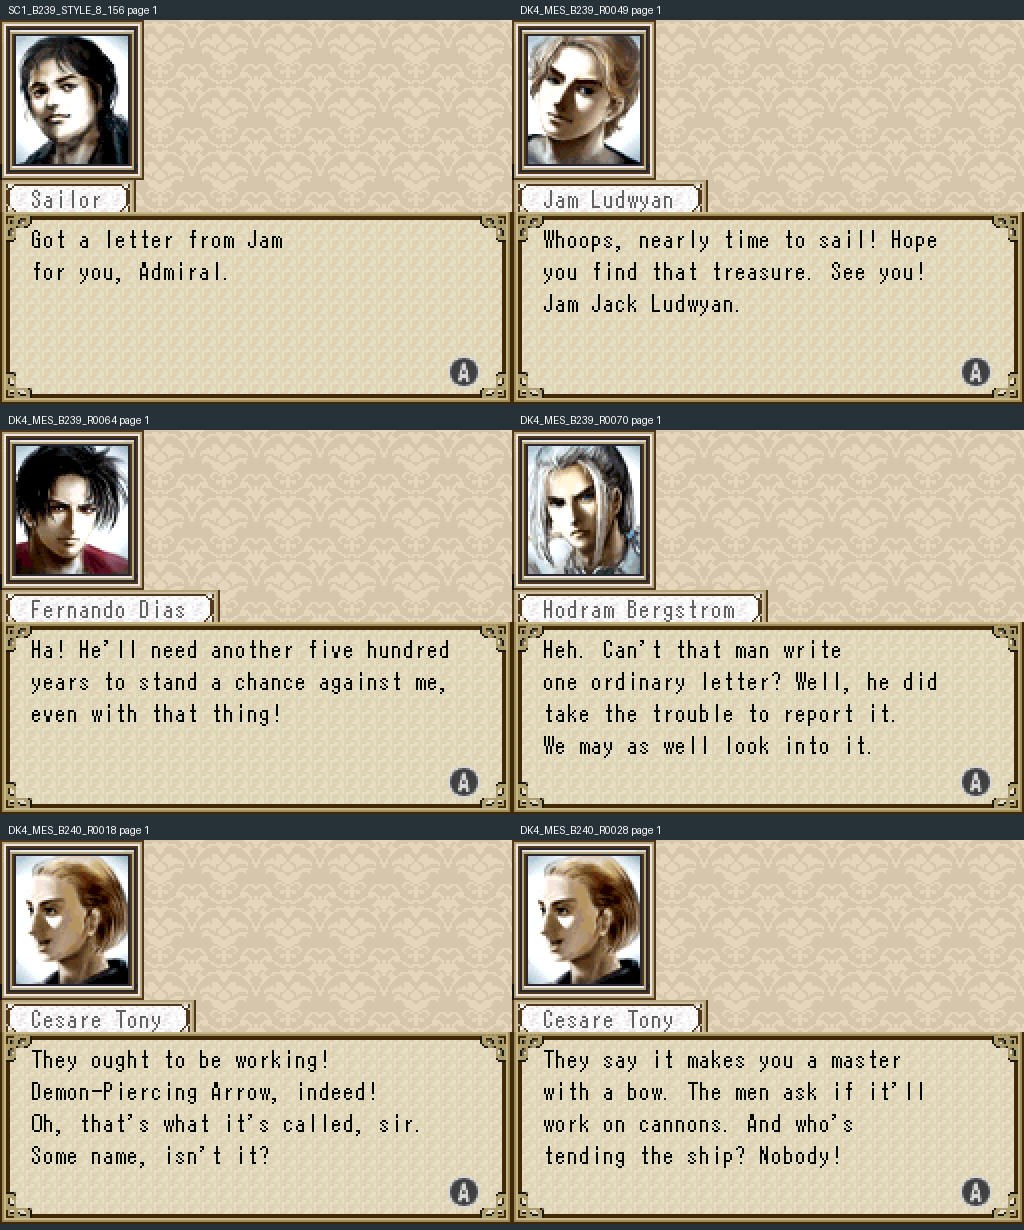 SC1_B239_STYLE_8_156 page 1
Sailor
Got a letter from Jam
for you, Admiral.
A
DK4_MES_B239_R0049 page 1
Jam Ludwyan
Whoops, nearly time to sail! Hope
you find that treasure. See you!
Jam Jack Ludwyan.
A
DK4_MES_B239_R0064 page 1
Fernando Dias
Ha! He'll need another five hundred
years to stand a chance against me,
even with that thing!
A
DK4_MES_B239_R0070 page 1
Hodram Bergstrom
Heh. Can't that man write
one ordinary letter? Well, he did
take the trouble to report it.
We may as well look into it.
A
DK4_MES_B240_R0018 page 1
Cesare Tony
They ought to be working!
Demon-Piercing Arrow, indeed!
Oh, that's what it's called, sir.
Some name, isn't it?
A
DK4_MES_B240_R0028 page 1
Cesare Tony
They say it makes you a master
with a bow. The men ask if it'll
work on cannons. And who's
tending the ship? Nobody!
A